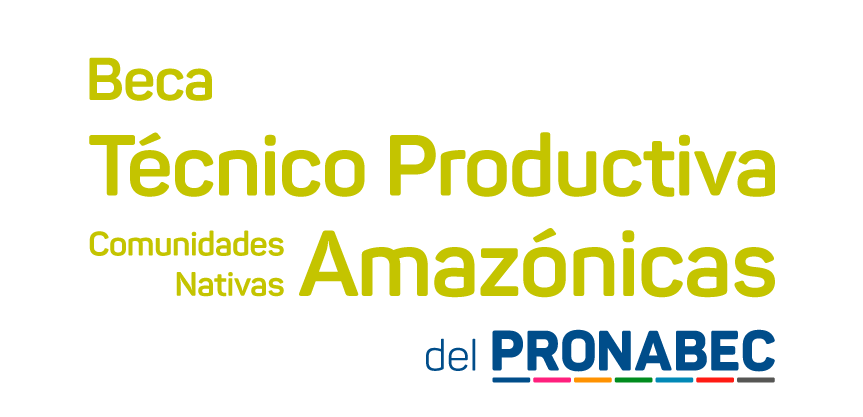 Beca
Técnico Productiva
Comunidades
Nativas
Amazónicas
del PRONABEC